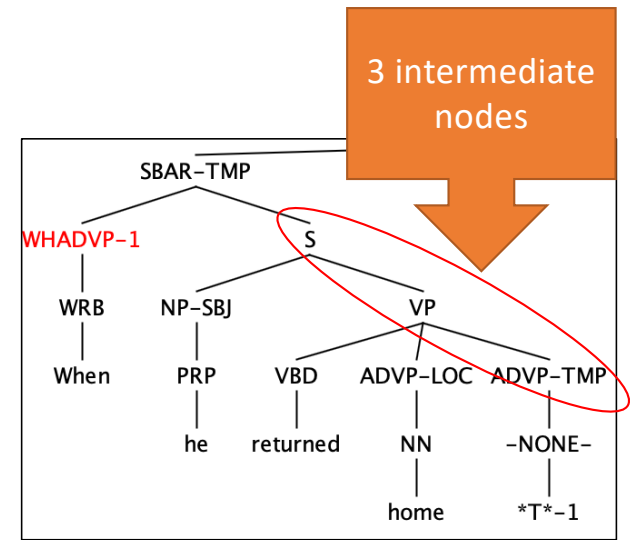 3 intermediate
nodes
SBAR-TMP
WHADVP-1 S
WRB NP-SBJ VP
When PRP VBD ADVP-LOC ADVP-TMP
he returned NN -NONE-
home *T*-1